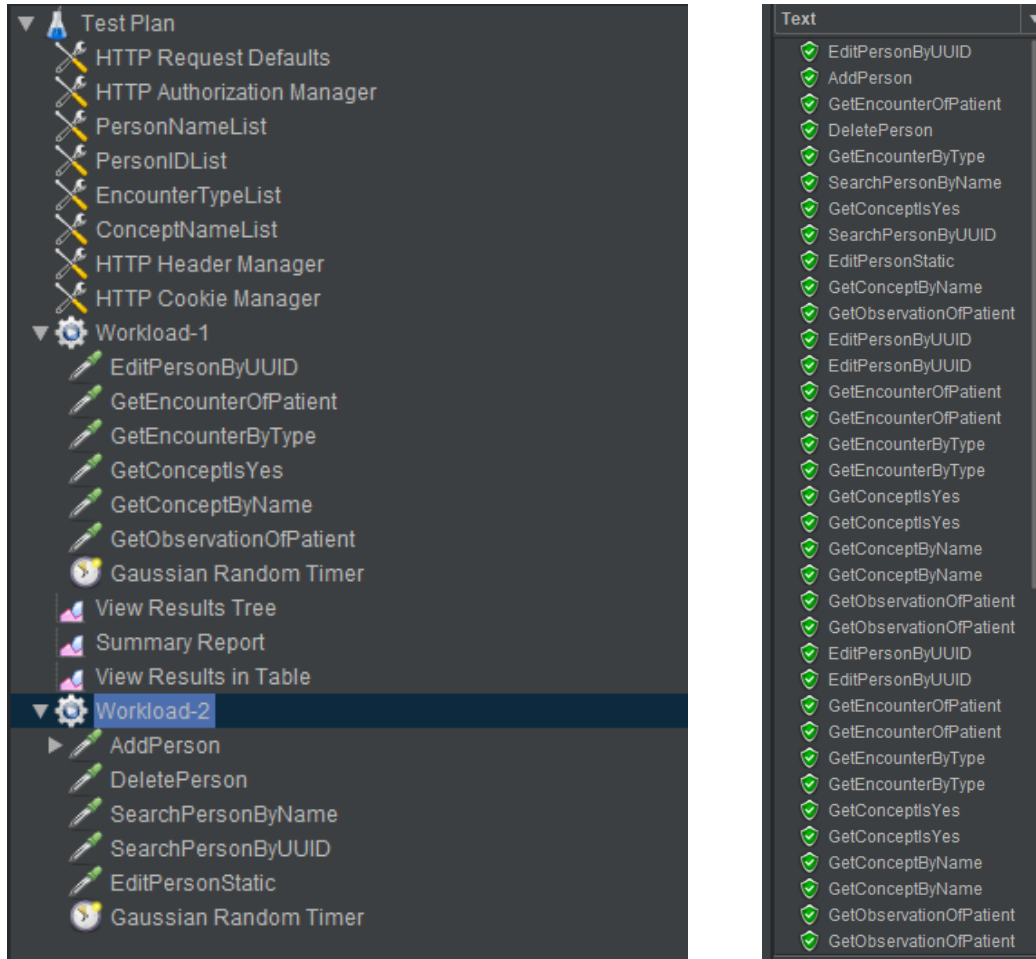 Test Plan
HTTP Request Defaults
HTTP Authorization Manager
PersonNameList
PersonIDList
EncounterTypeList
ConceptNameList
HTTP Header Manager
HTTP Cookie Manager
Workload-1
EditPersonByUUID
GetEncounterOfPatient
GetEncounterByType
GetConceptIsYes
GetConceptByName
GetObservationOfPatient
Gaussian Random Timer
View Results Tree
Summary Report
View Results in Table
Workload-2
AddPerson
DeletePerson
SearchPersonByName
SearchPersonByUUID
EditPersonStatic
Gaussian Random Timer
Text
EditPersonByUUID
AddPerson
GetEncounterOfPatient
DeletePerson
GetEncounterByType
SearchPersonByName
GetConceptIsYes
SearchPersonByUUID
EditPersonStatic
GetConceptByName
GetObservationOfPatient
EditPersonByUUID
EditPersonByUUID
GetEncounterOfPatient
GetEncounterOfPatient
GetEncounterByType
GetEncounterByType
GetConceptIsYes
GetConceptIsYes
GetConceptByName
GetConceptByName
GetObservationOfPatient
GetObservationOfPatient
EditPersonByUUID
EditPersonByUUID
GetEncounterOfPatient
GetEncounterOfPatient
GetEncounterByType
GetEncounterByType
GetConceptIsYes
GetConceptIsYes
GetConceptByName
GetConceptByName
GetObservationOfPatient
GetObservationOfPatient